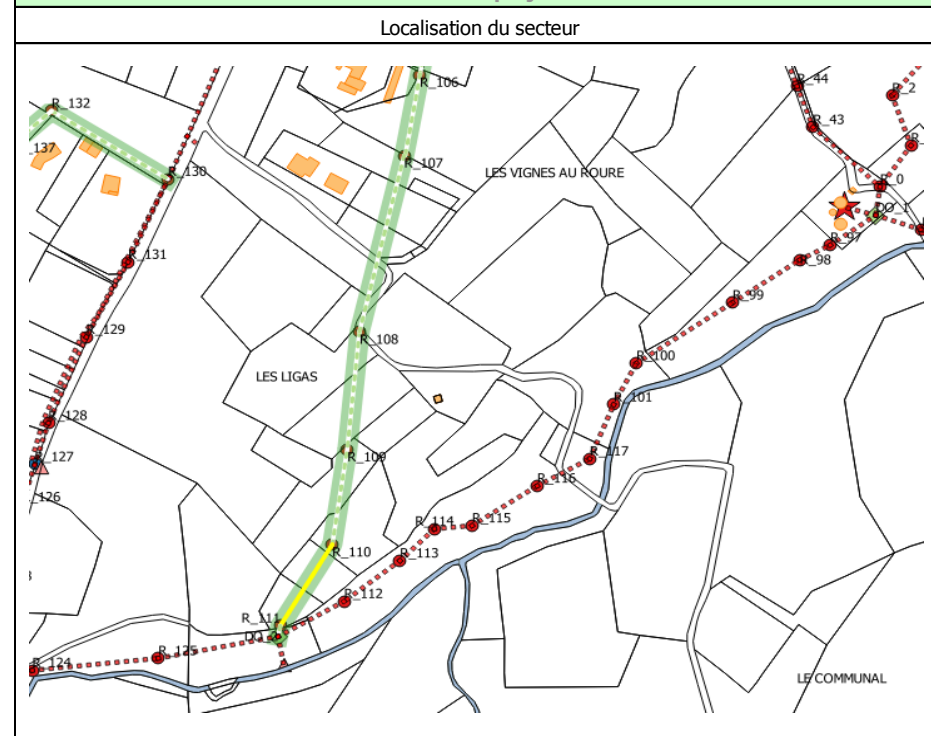 Localisation du secteur
R_106
R_44
R_2
R_132
R_43
137
R_107
LES VIGNES AU ROURE
R_130
R_0
DO_1
R_97
R_131
R_98
R_99
R_129
R_108
R_100
LES LIGAS
R_101
R_128
R_127
R_109
R_117
R_126
R_116
R_114
R_115
R_110
R_113
R_112
R_111
R_125
R_124
LE COMMUNAL